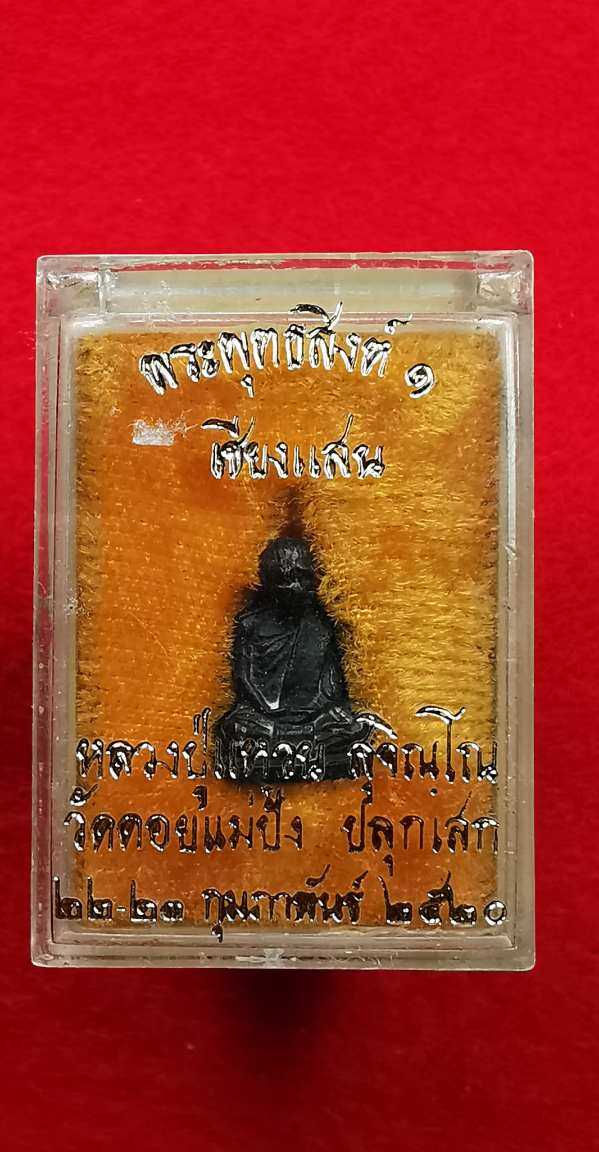 พระพุทธสิงห์ ๑
เชียงแสน
หลวงปู่แหวน สุจิณฺโณ
วัดดอยแม่ปั๋ง ปลุกเสก
๒๒-๒๓ กุมภาพันธ์ ๒๕๒๐